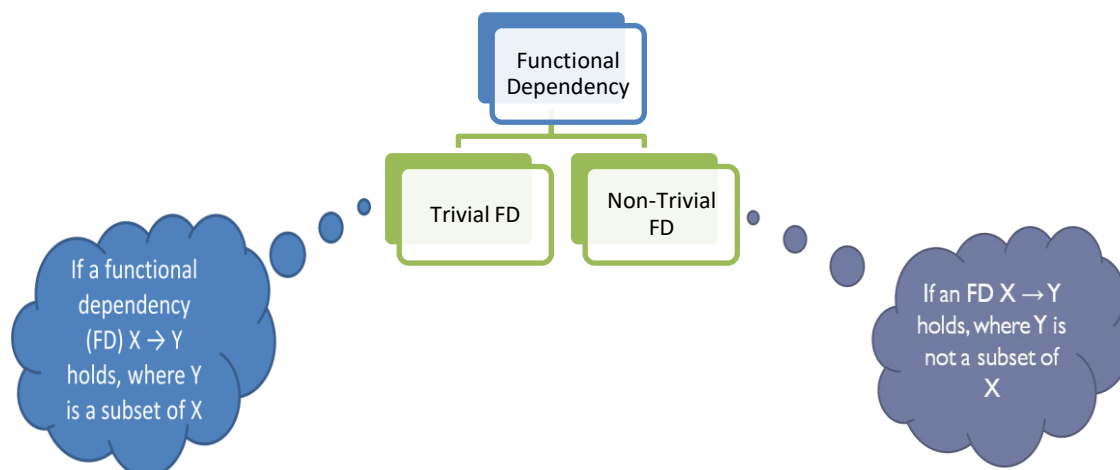 Functional
Dependency
Trivial FD
Non-Trivial
FD
If a functional
dependency
(FD) X → Y
holds, where Y
is a subset of X
If an FD X → Y
holds, where Y is
not a subset of
X